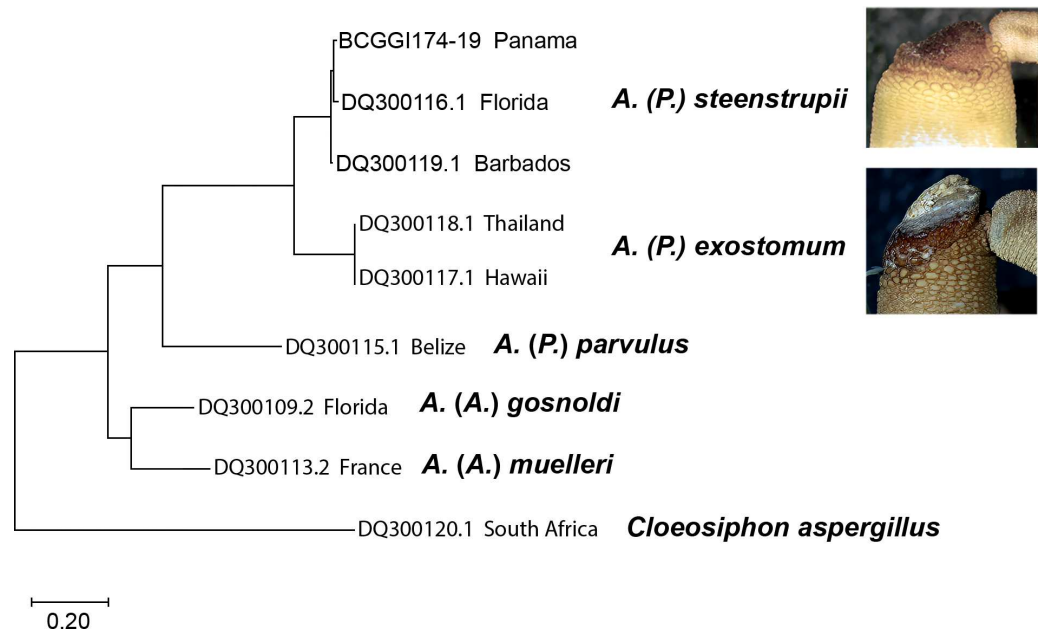 BCGGI174-19 Panama
DQ300116.1 Florida A. (P.) steenstrupii
DQ300119.1 Barbados
DQ300118.1 Thailand
A. (P.) exostomum
DQ300117.1 Hawaii
DQ300115.1 Belize A. (P.) parvulus
DQ300109.2 Florida A. (A.) gosnoldi
DQ300113.2 France A. (A.) muelleri
DQ300120.1 South Africa Cloeosiphon aspergillus
0.20